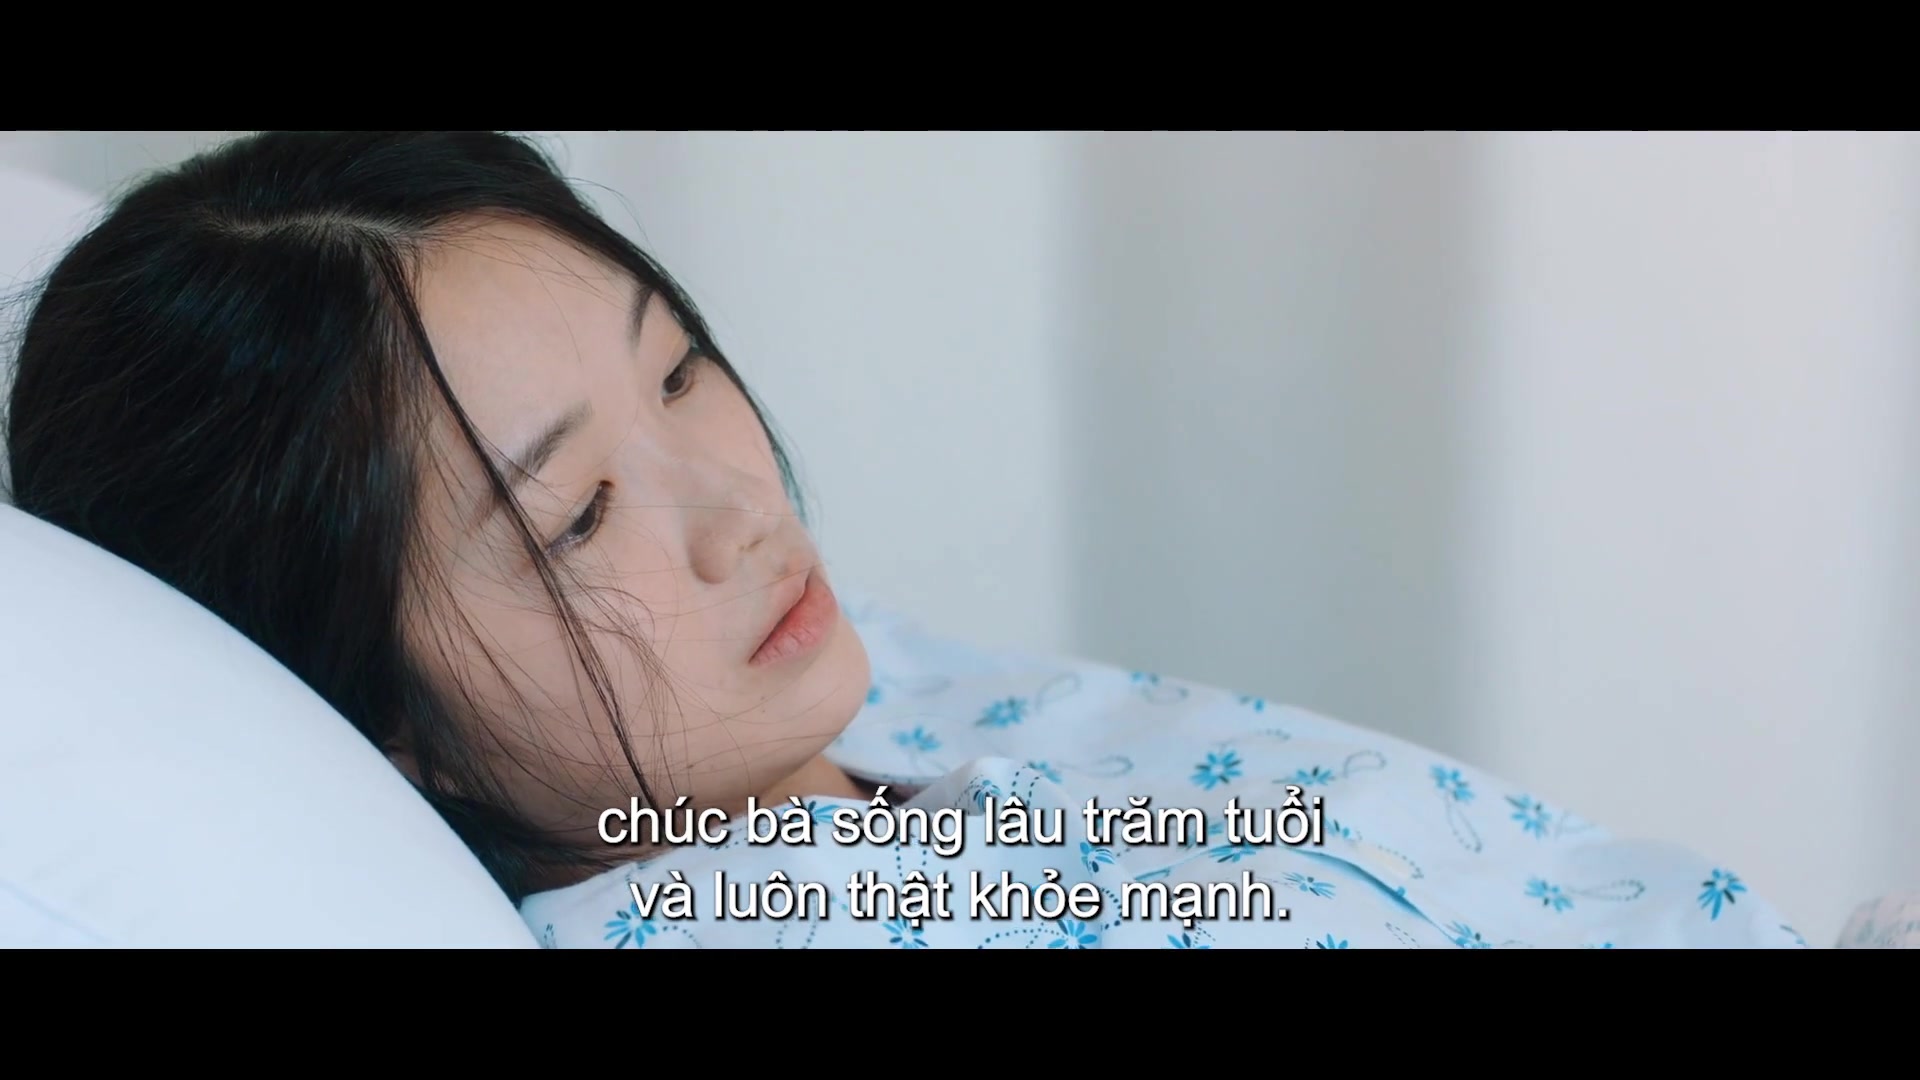 chúc bà sống lâu trăm tuổi
và luôn thật khỏe mạnh.